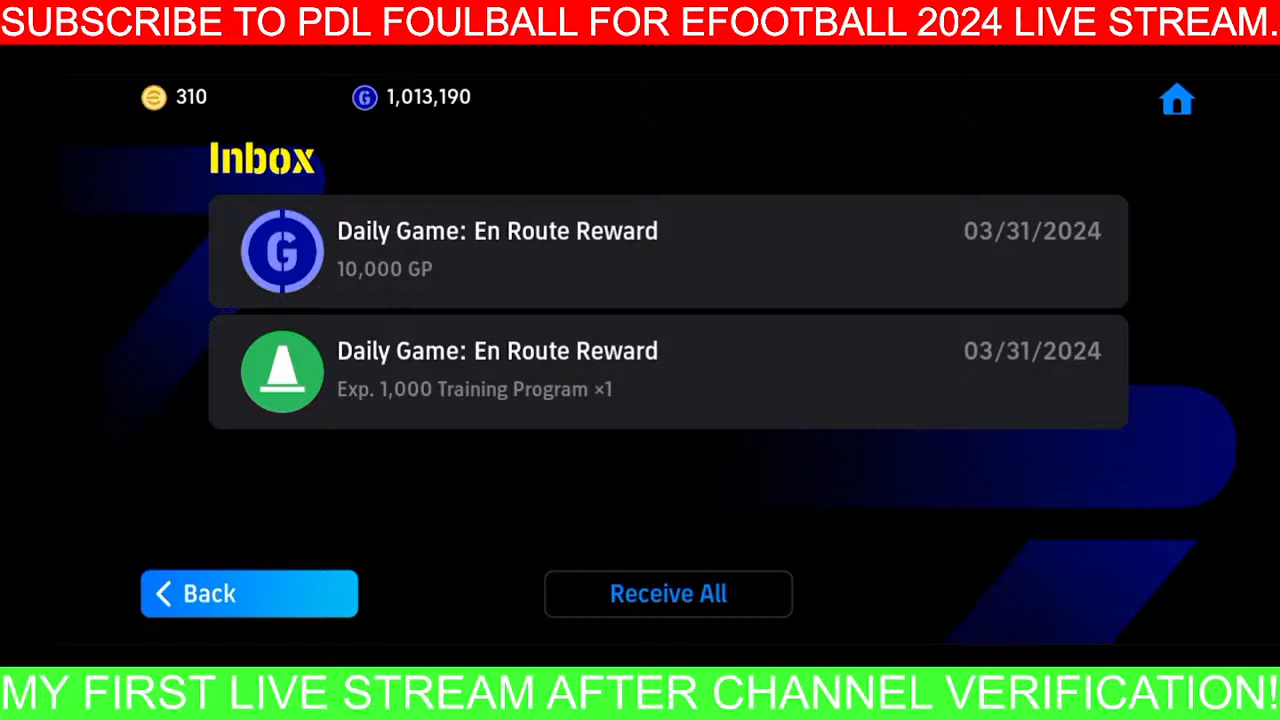 SUBSCRIBE TO PDL FOULBALL FOR EFOOTBALL 2024 LIVE STREAM.
310 G 1,013,190
Inbox
G Daily Game: En Route Reward 03/31/2024
10,000 GP
Daily Game: En Route Reward 03/31/2024
Exp. 1,000 Training Program ×1
Back Receive All
MY FIRST LIVE STREAM AFTER CHANNEL VERIFICATION!